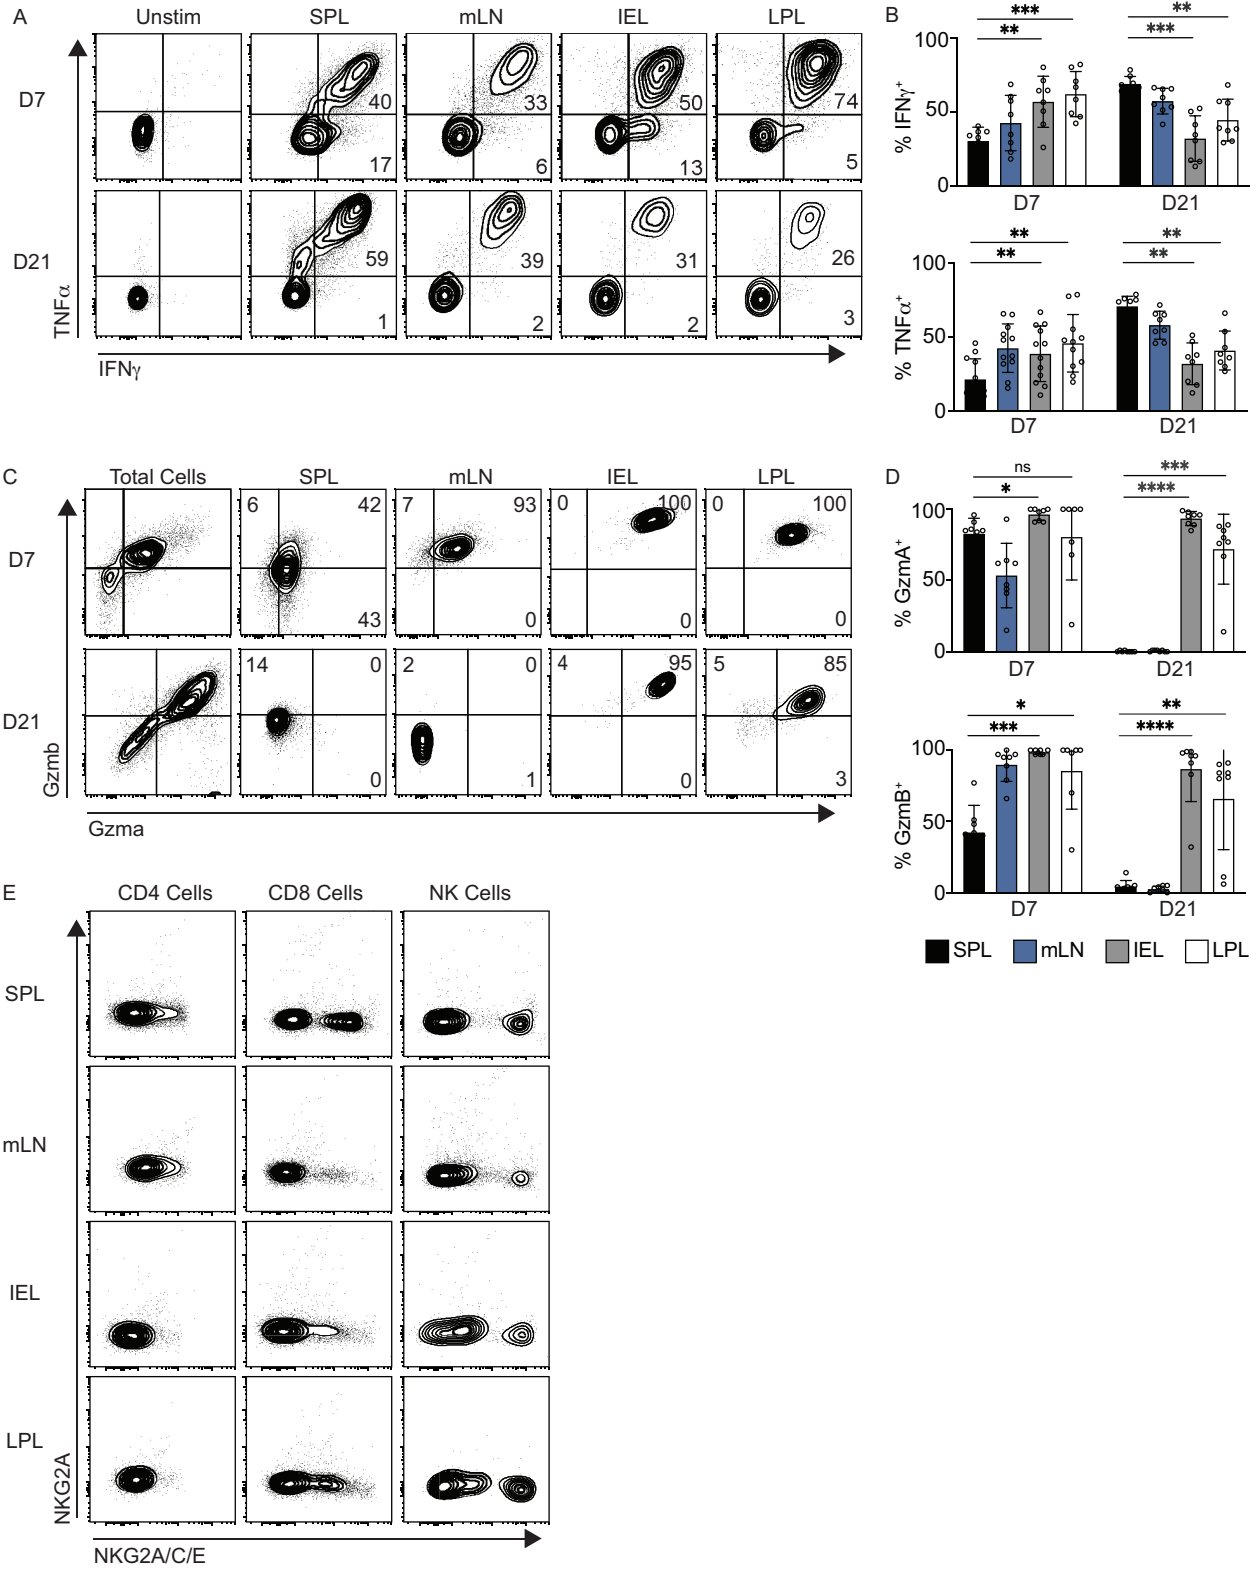 A
Unstim SPL mLN IEL LPL
D7
40 33 50 74
17 6 13 5
D21
59 39 31 26
1 2 2 3
TNFα
IFNγ
B
*** **
** ***
% IFNγ+
100
50
0
D7 D21
** **
** **
% TNFα+
100
50
0
D7 D21
C
Total Cells SPL mLN IEL LPL
D7
6 42 7 93 0 100 0 100
43 0 0 0
D21
14 0 2 0 4 95 5 85
0 1 0 3
Gzmb
Gzma
D
ns ***
* ****
% GzmA+
100
50
0
D7 D21
* **
*** ****
% GzmB+
100
50
0
D7 D21
SPL mLN IEL LPL
E
CD4 Cells CD8 Cells NK Cells
SPL
mLN
IEL
LPL
NKG2A
NKG2A/C/E